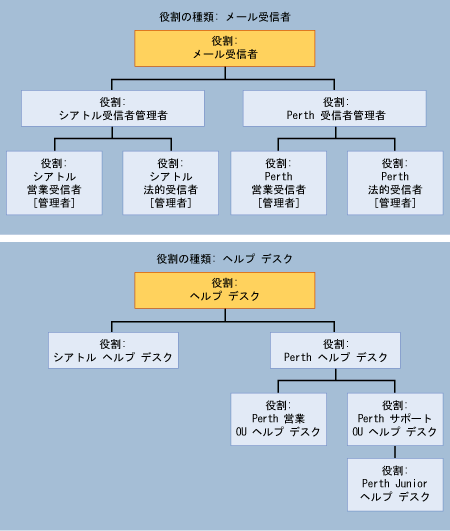 役割の種類: メール受信者
役割:
メール受信者
役割:
シアトル受信者管理者
役割:
Perth 受信者管理者
役割:
シアトル
営業受信者
[管理者]
役割:
シアトル
法的受信者
[管理者]
役割:
Perth
営業受信者
[管理者]
役割:
Perth
法的受信者
[管理者]
役割の種類: ヘルプ デスク
役割:
ヘルプ デスク
役割:
シアトル ヘルプ デスク
役割:
Perth ヘルプ デスク
役割:
Perth 営業
OU ヘルプ デスク
役割:
Perth サポート
OU ヘルプ デスク
役割:
Perth Junior
ヘルプ デスク